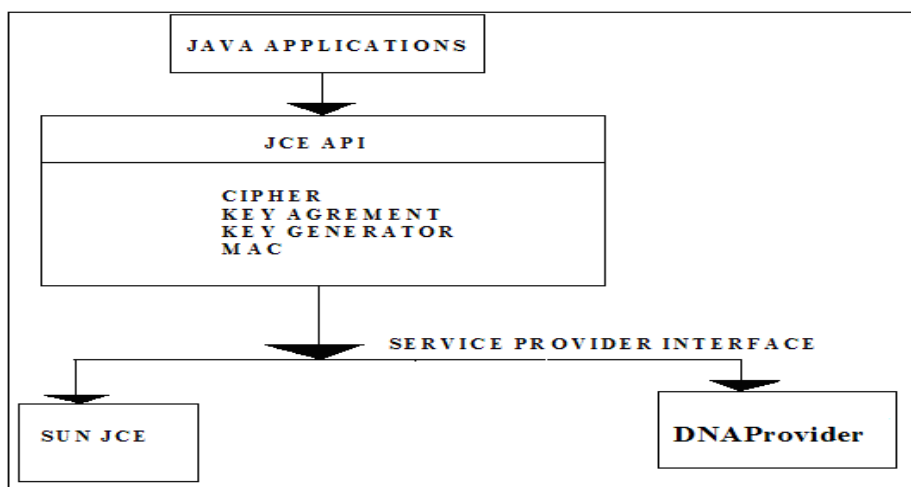 JAVA APPLICATIONS
JCE API
CIPHER
KEY AGREMENT
KEY GENERATOR
MAC
SERVICE PROVIDER INTERFACE
SUN JCE
DNAProvider